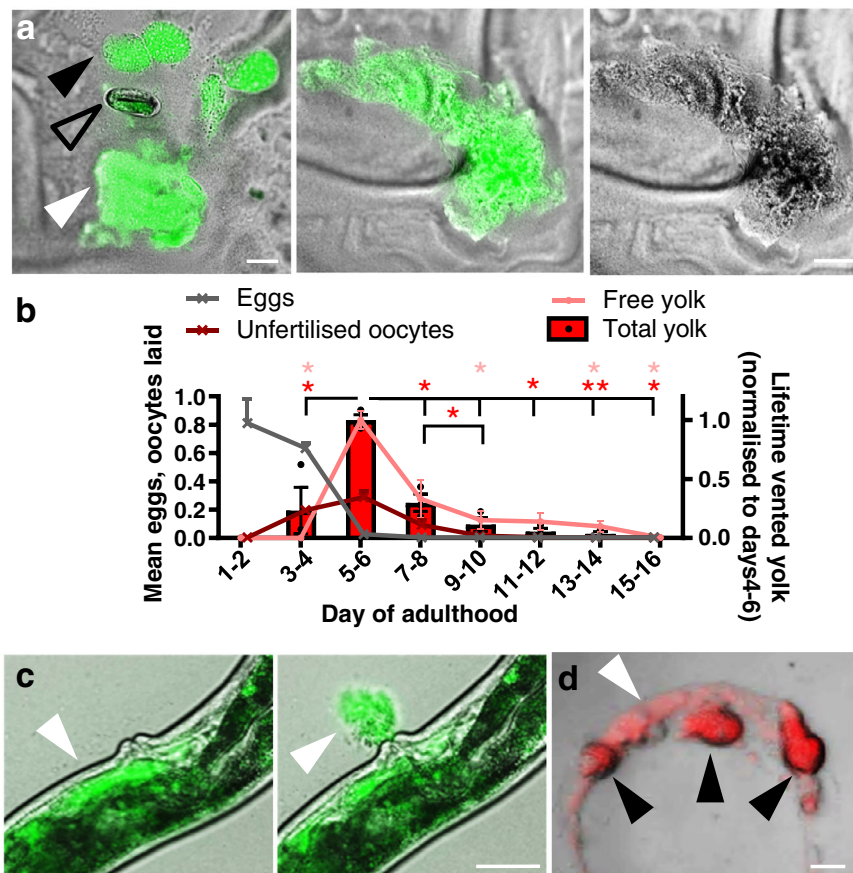 a
b
Eggs
Unfertilised oocytes
Free yolk
Total yolk
* * * *
* * * ** *
*
Mean eggs, oocytes laid
1.0
0.8
0.6
0.4
0.2
0.0
1.0
0.5
0.0
Lifetime vented yolk
(normalised to days4-6)
1-2 3-4 5-6 7-8 9-10 11-12 13-14 15-16
Day of adulthood
c
d